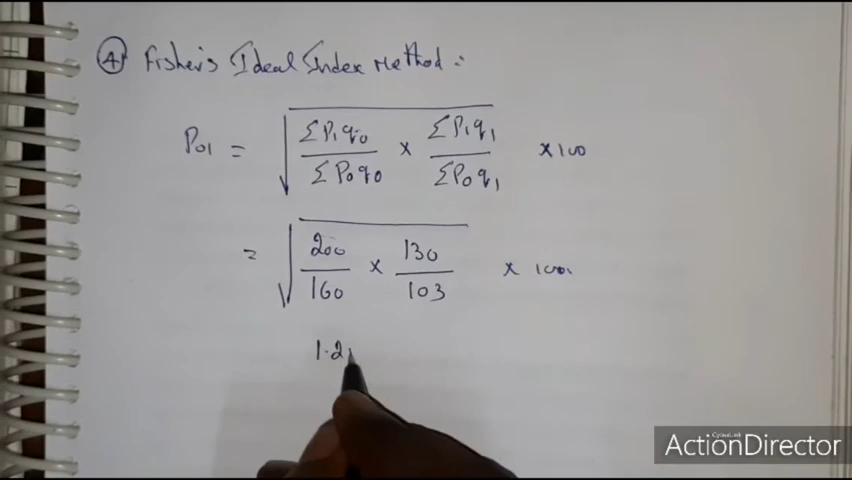 4 Fisher's Ideal Index Method :
P01 = √( ΣP1q0 / ΣP0q0 × ΣP1q1 / ΣP0q1 ) ×100
= √( 200 / 160 × 130 / 103 ) × 100
1.2
CyberLink
ActionDirector